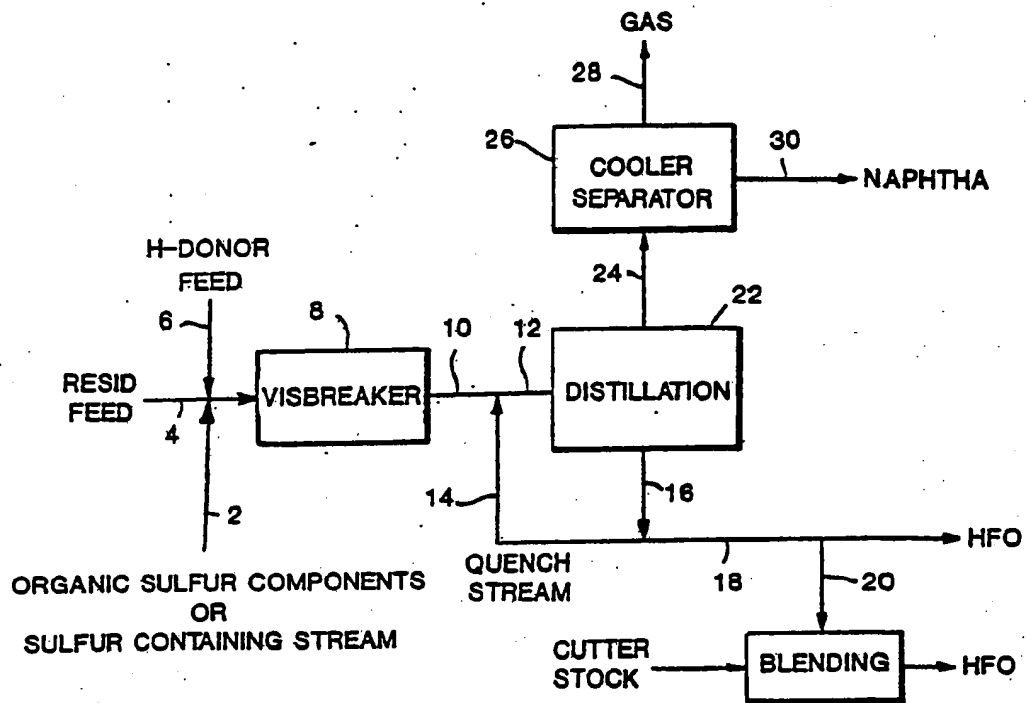 GAS
28
26
COOLER
SEPARATOR
30
NAPHTHA
H-DONOR
FEED
24
22
6
8
10
12
RESID
FEED
VISBREAKER
DISTILLATION
4
14
16
2
QUENCH
STREAM
18
HFO
20
ORGANIC SULFUR COMPONENTS
OR
SULFUR CONTAINING STREAM
CUTTER
STOCK
BLENDING
HFO